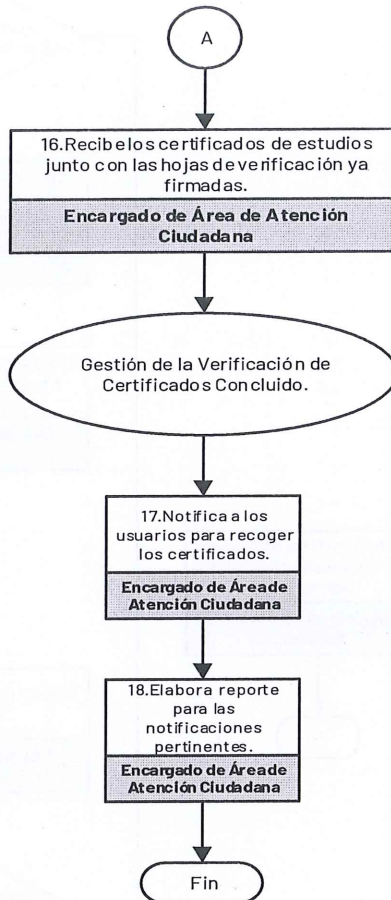 A
16.Recibe los certificados de estudios
junto con las hojas de verificación ya
firmadas.
Encargado de Área de Atención
Ciudadana
Gestión de la Verificación de
Certificados Concluido.
17.Notifica a los
usuarios para recoger
los certificados.
Encargado de Área de
Atención Ciudadana
18.Elabora reporte
para las
notificaciones
pertinentes.
Encargado de Área de
Atención Ciudadana
Fin